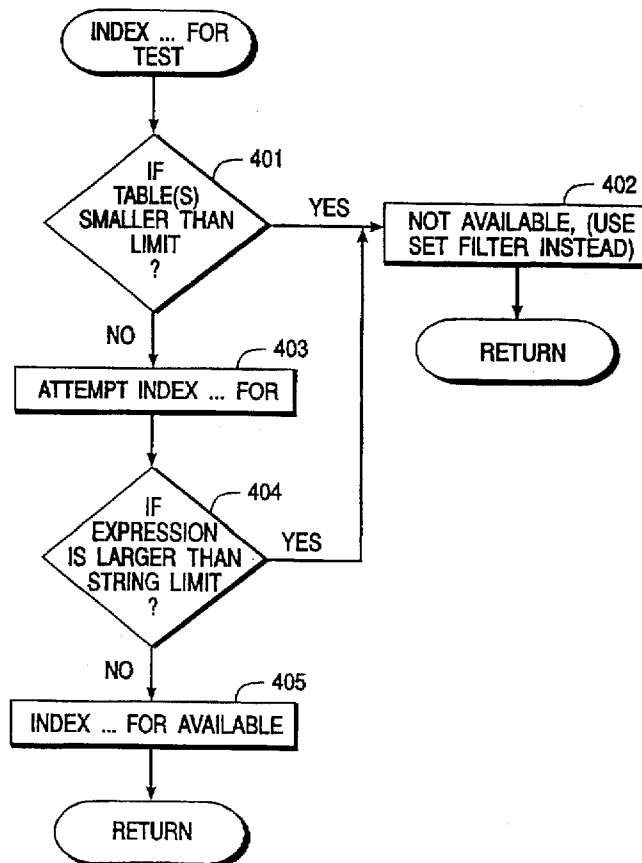 INDEX ... FOR
TEST
401
IF
TABLE(S)
SMALLER THAN
LIMIT
?
YES
402
NOT AVAILABLE, (USE
SET FILTER INSTEAD)
RETURN
NO
403
ATTEMPT INDEX ... FOR
404
IF
EXPRESSION
IS LARGER THAN
STRING LIMIT
?
YES
NO
405
INDEX ... FOR AVAILABLE
RETURN